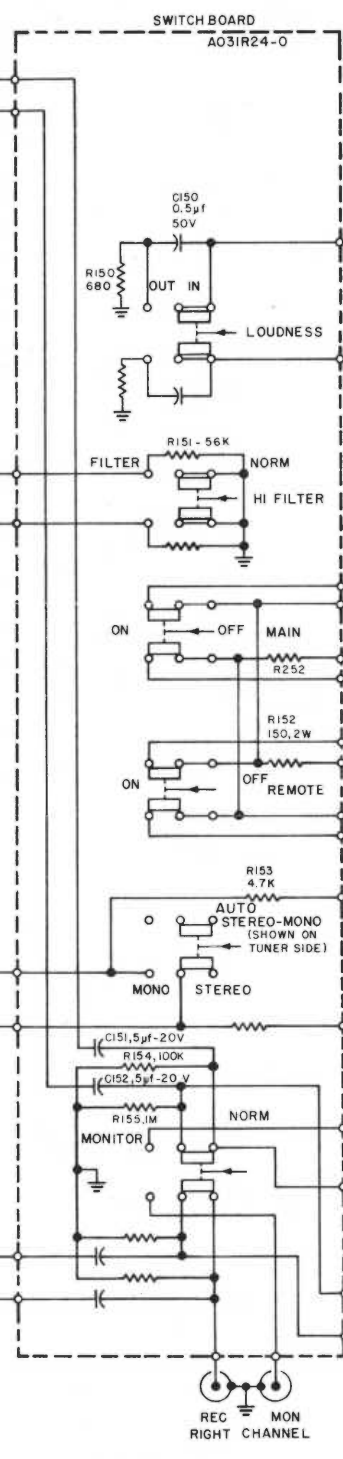 SWITCH BOARD
A031R24-0
C150
0.5µf
50V
R150
680
OUT IN
LOUDNESS
R151-56K
FILTER
NORM
HI FILTER
ON
OFF
MAIN
R252
R152
150,2W
OFF
ON
REMOTE
R153
4.7K
AUTO
STEREO-MONO
(SHOWN ON
TUNER SIDE)
MONO
STEREO
C151,5µf-20V
R154,100K
C152,5µf-20V
R155,1M
NORM
MONITOR
REC MON
RIGHT CHANNEL